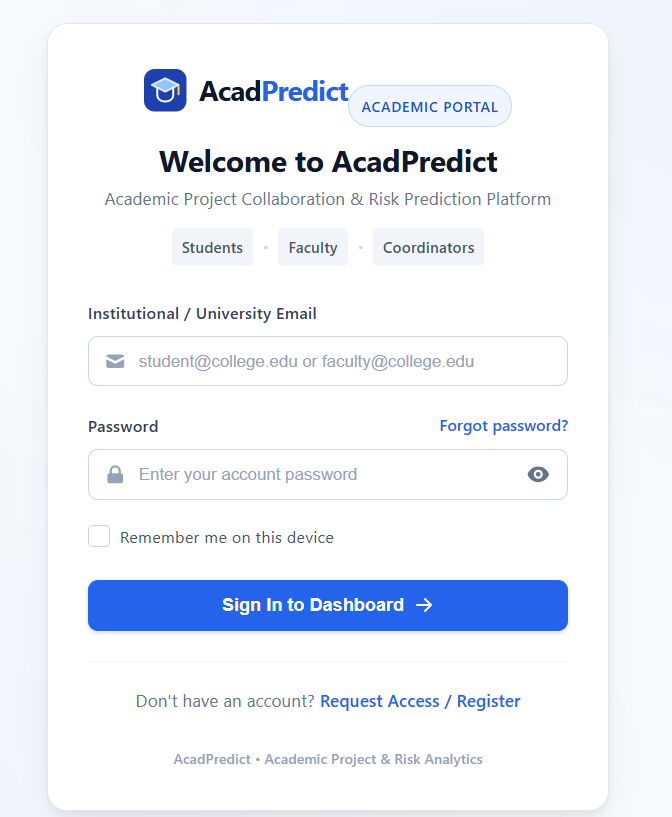 AcadPredict
ACADEMIC PORTAL
Welcome to AcadPredict
Academic Project Collaboration & Risk Prediction Platform
Students • Faculty • Coordinators
Institutional / University Email
student@college.edu or faculty@college.edu
Password Forgot password?
Enter your account password
Remember me on this device
Sign In to Dashboard →
Don't have an account? Request Access / Register
AcadPredict • Academic Project & Risk Analytics